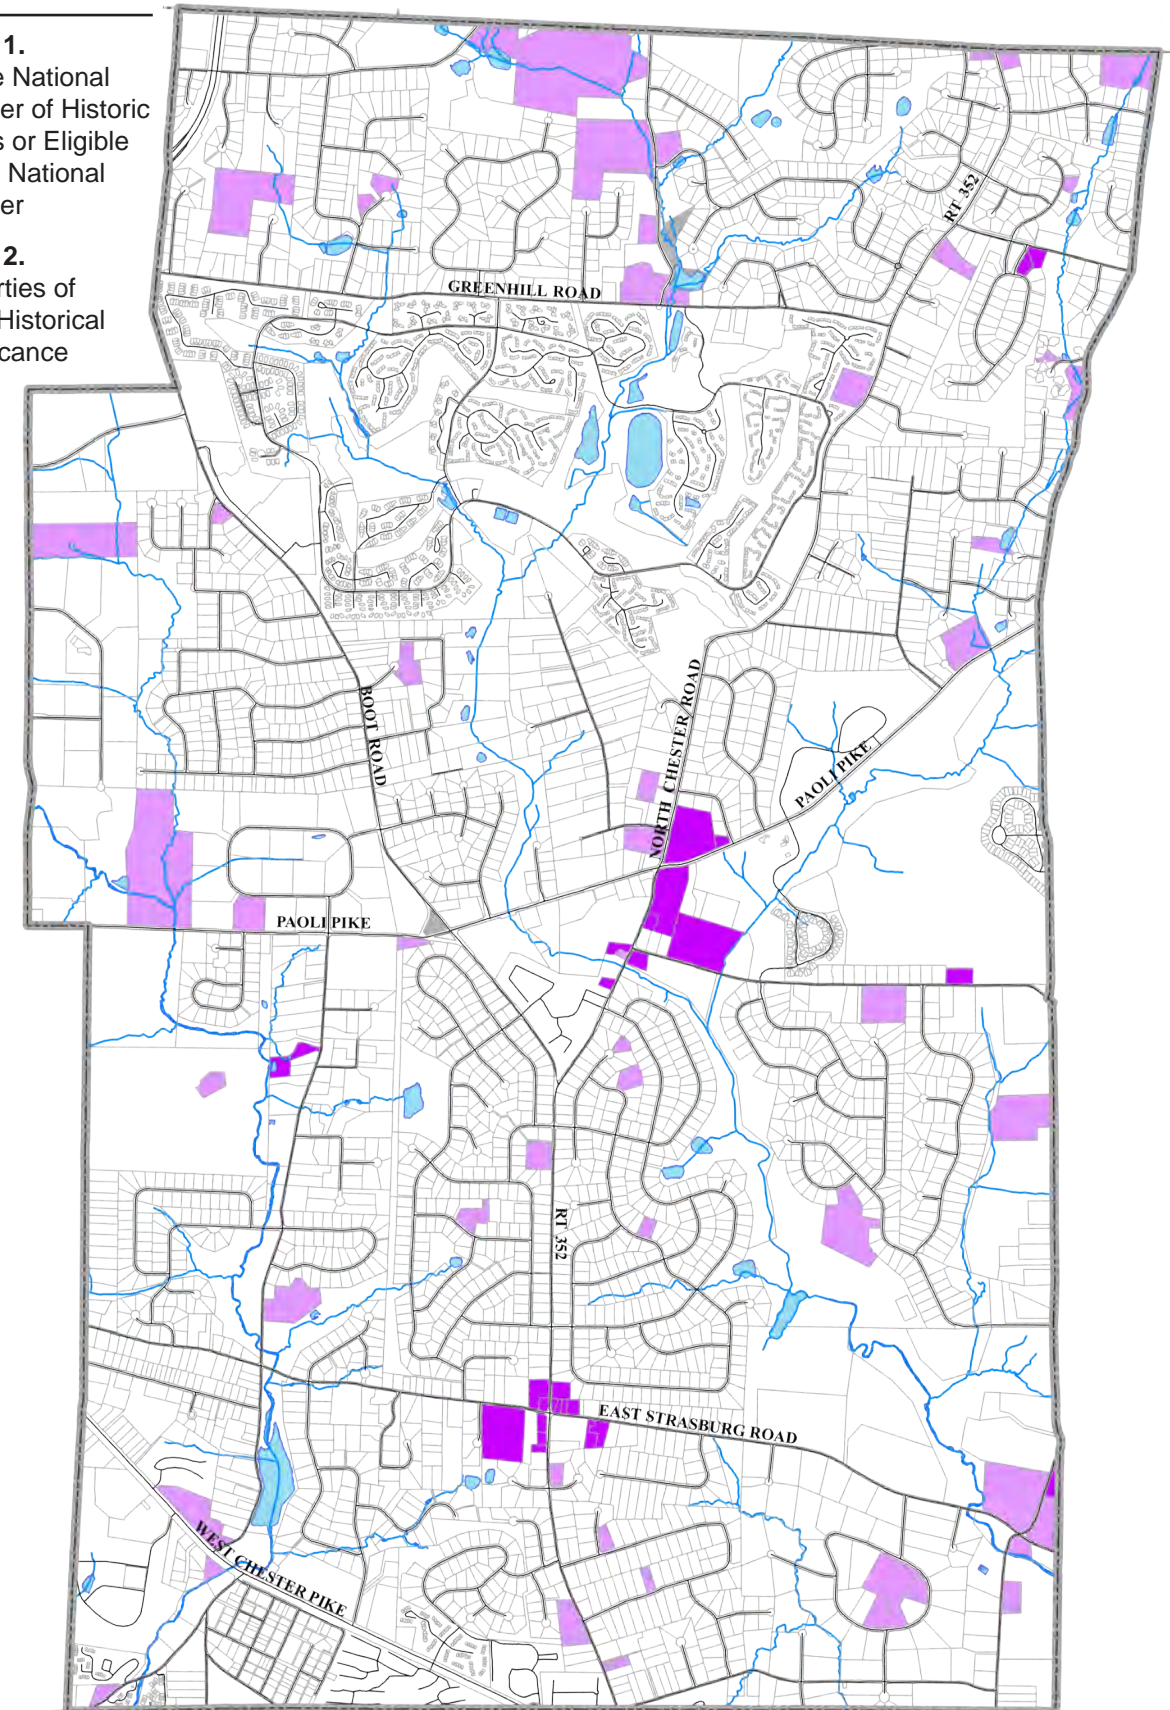 1.
e National
er of Historic
s or Eligible
National
er
2.
rties of
Historical
cance
RT 352
GREENHILL ROAD
BOOT ROAD
NORTH CHESTER ROAD
PAOLI PIKE
PAOLI PIKE
RT 352
EAST STRASBURG ROAD
WEST CHESTER PIKE